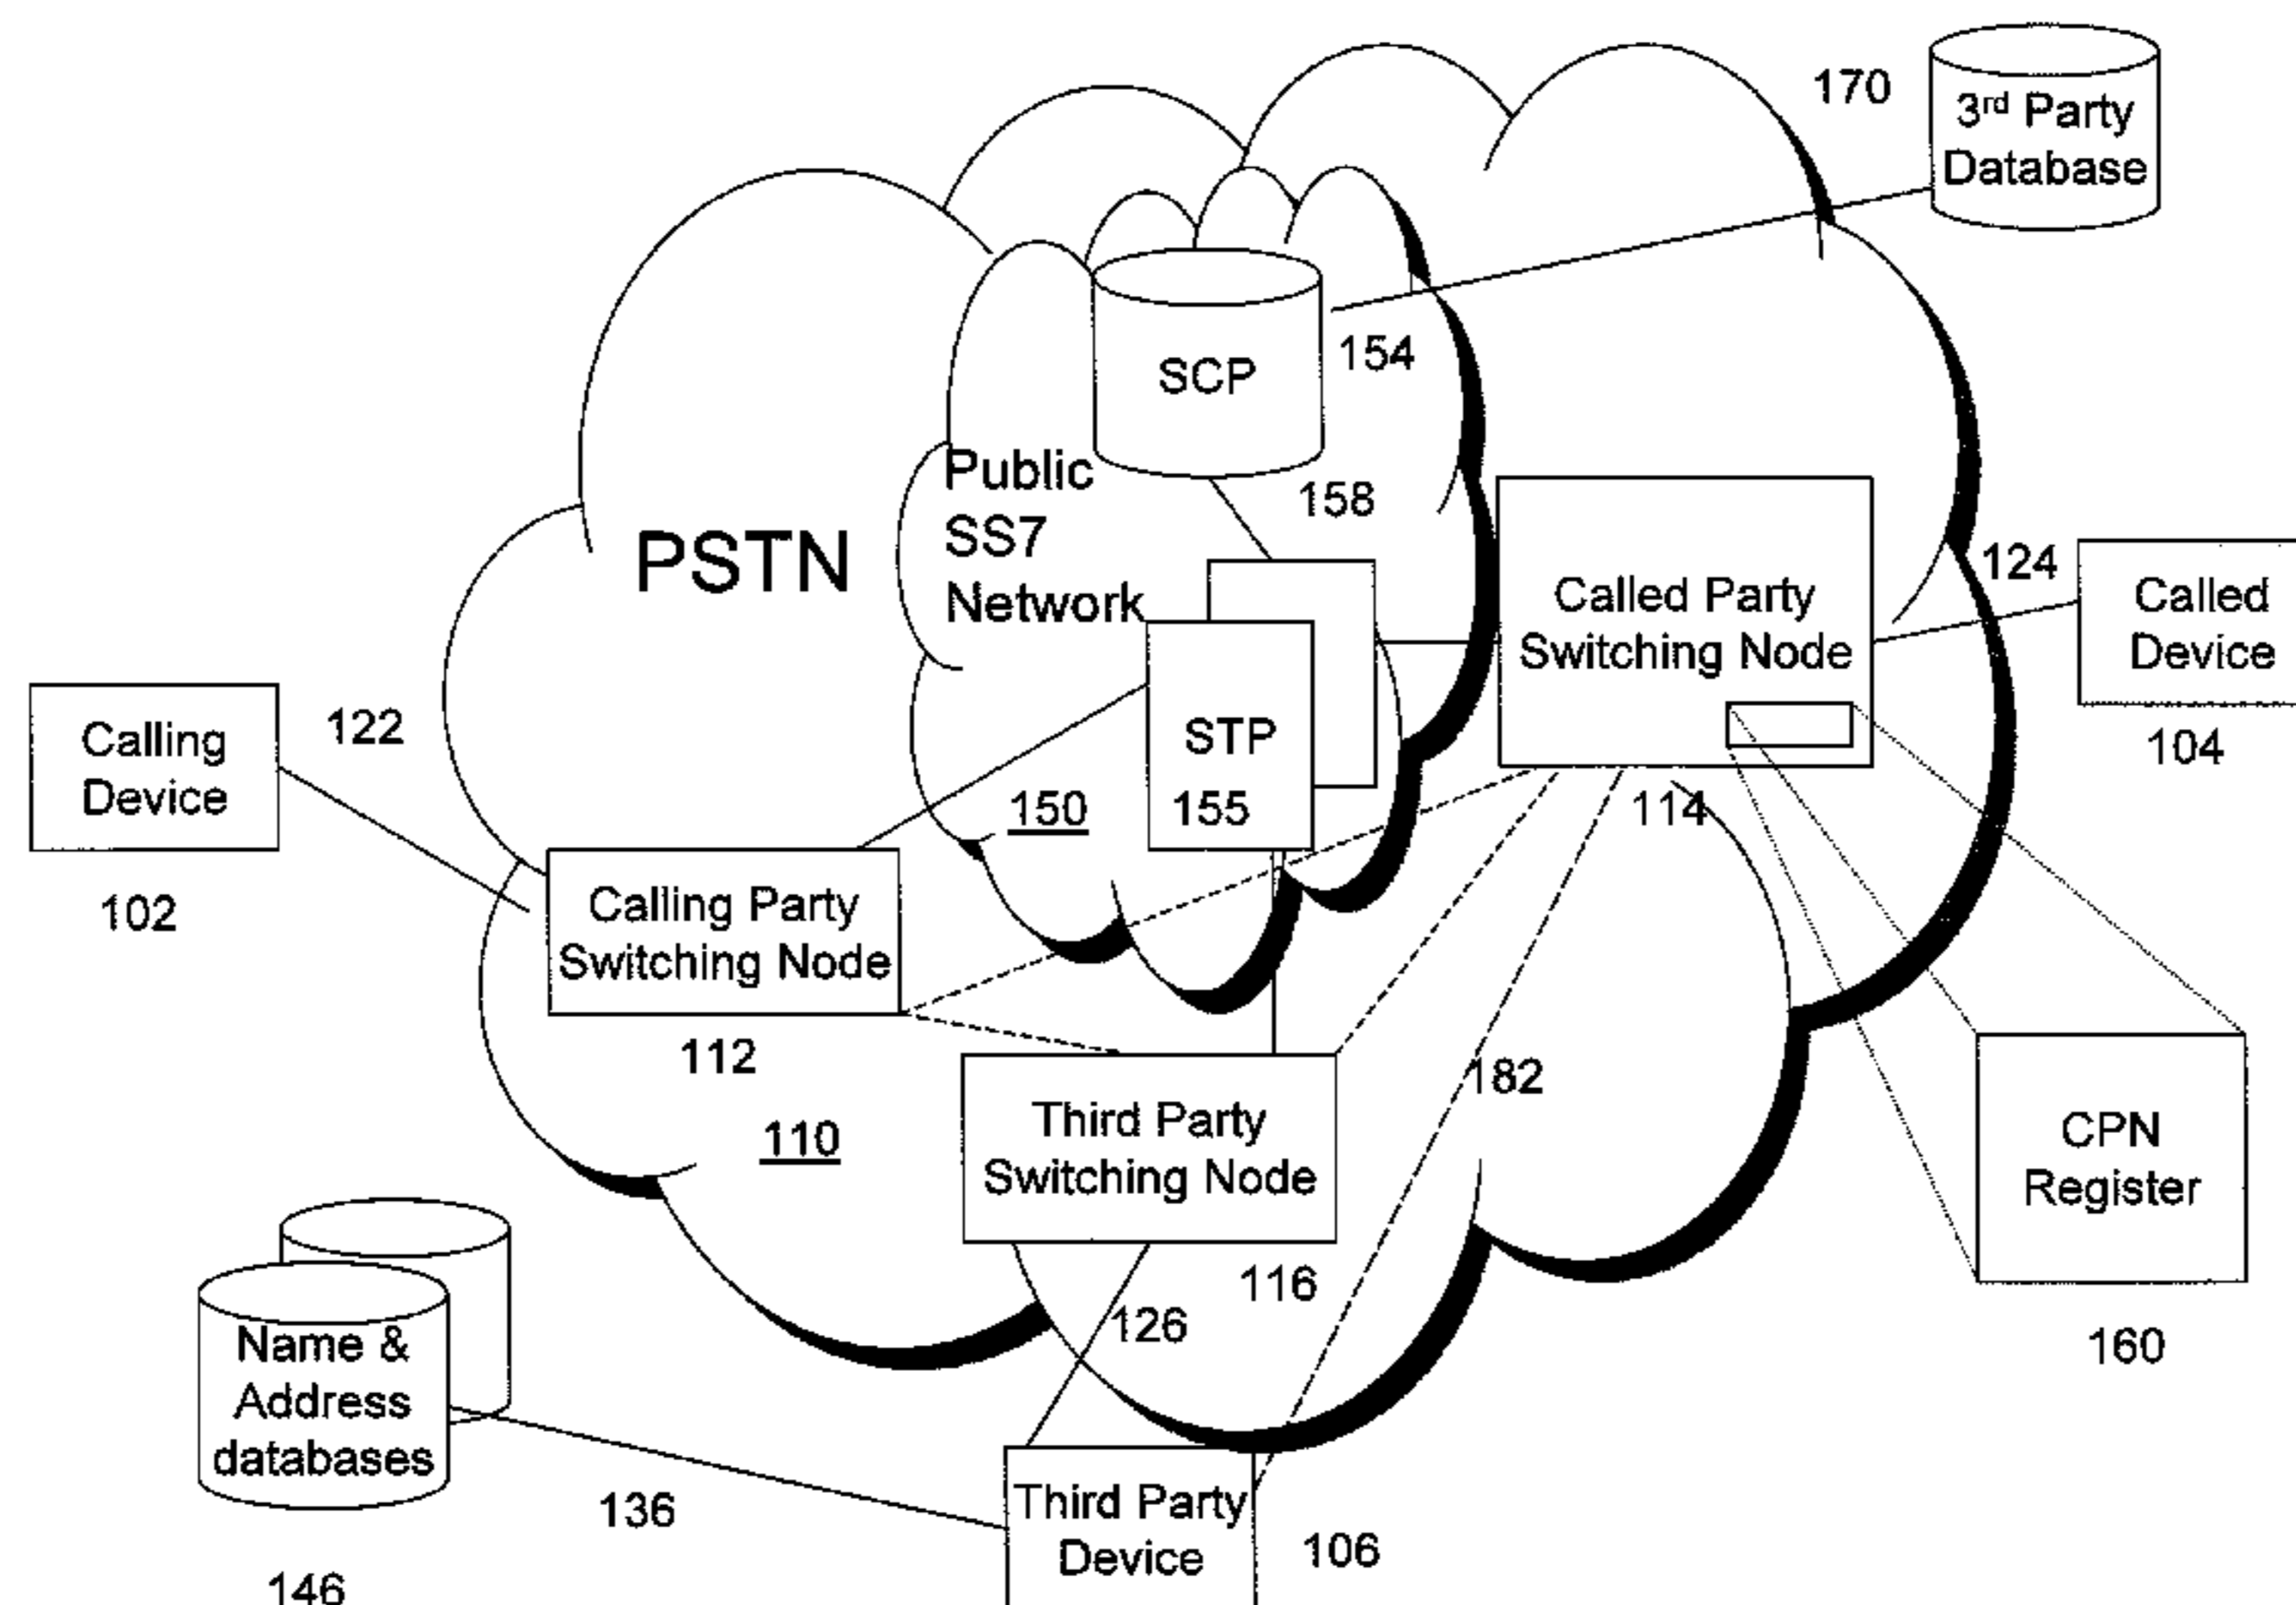 170
3rd Party
Database
154
SCP
158
Public
SS7
Network
PSTN
124
Called Party
Switching Node
Called
Device
104
122
Calling
Device
102
STP
155
150
114
Calling Party
Switching Node
112
182
110
Third Party
Switching Node
116
126
CPN
Register
160
Name &
Address
databases
136
146
Third Party
Device
106